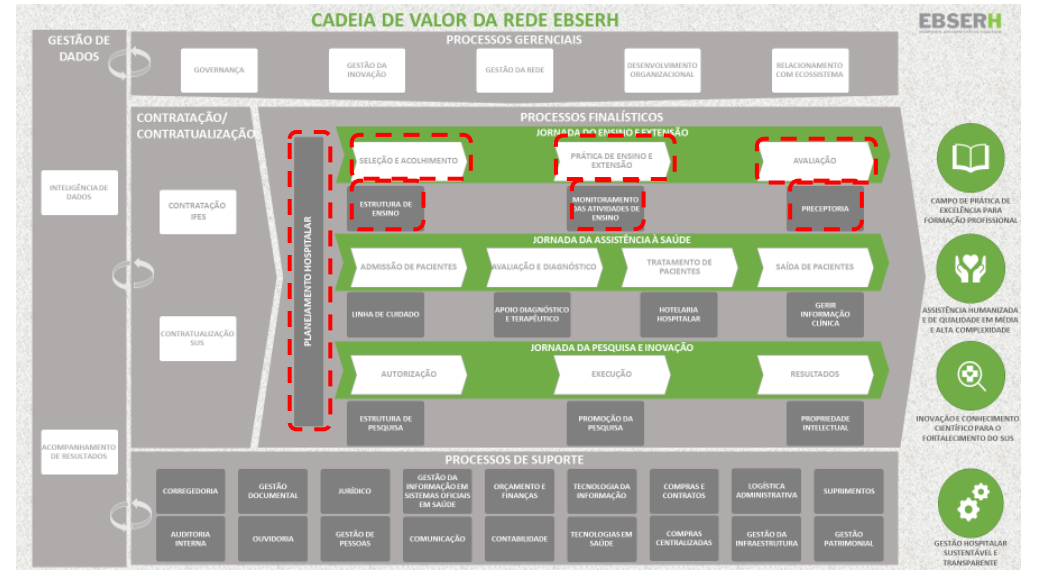 CADEIA DE VALOR DA REDE EBSERH
EBSERH
GESTÃO DE
DADOS
PROCESSOS GERENCIAIS
GOVERNANÇA
GESTÃO DA
INOVAÇÃO
GESTÃO DA REDE
DESENVOLVIMENTO
ORGANIZACIONAL
RELACIONAMENTO
COM ECOSSISTEMA
INTELIGÊNCIA DE
DADOS
ACOMPANHAMENTO
DE RESULTADOS
CONTRATAÇÃO/
CONTRATUALIZAÇÃO
CONTRATAÇÃO
IFES
CONTRATUALIZAÇÃO
SUS
PROCESSOS FINALÍSTICOS
PLANEJAMENTO HOSPITALAR
JORNADA DO ENSINO E EXTENSÃO
SELEÇÃO E ACOLHIMENTO
PRÁTICA DE ENSINO E
EXTENSÃO
AVALIAÇÃO
ESTRUTURA DE
ENSINO
MONITORAMENTO
DAS ATIVIDADES DE
ENSINO
PRECEPTORIA
JORNADA DA ASSISTÊNCIA À SAÚDE
ADMISSÃO DE PACIENTES
AVALIAÇÃO E DIAGNÓSTICO
TRATAMENTO DE
PACIENTES
SAÍDA DE PACIENTES
LINHA DE CUIDADO
APOIO DIAGNÓSTICO
E TERAPÊUTICO
HOTELARIA
HOSPITALAR
GERIR
INFORMAÇÃO
CLÍNICA
JORNADA DA PESQUISA E INOVAÇÃO
AUTORIZAÇÃO
EXECUÇÃO
RESULTADOS
ESTRUTURA DE
PESQUISA
PROMOÇÃO DA
PESQUISA
PROPRIEDADE
INTELECTUAL
PROCESSOS DE SUPORTE
CORREGEDORIA
GESTÃO
DOCUMENTAL
JURÍDICO
GESTÃO DA
INFORMAÇÃO EM
SISTEMAS OFICIAIS
EM SAÚDE
ORÇAMENTO E
FINANÇAS
TECNOLOGIA DA
INFORMAÇÃO
COMPRAS E
CONTRATOS
LOGÍSTICA
ADMINISTRATIVA
SUPRIMENTOS
AUDITORIA
INTERNA
OUVIDORIA
GESTÃO DE
PESSOAS
COMUNICAÇÃO
CONTABILIDADE
TECNOLOGIAS EM
SAÚDE
COMPRAS
CENTRALIZADAS
GESTÃO DA
INFRAESTRUTURA
GESTÃO
PATRIMONIAL
CAMPO DE PRÁTICA DE
EXCELÊNCIA PARA
FORMAÇÃO PROFISSIONAL
ASSISTÊNCIA HUMANIZADA
E DE QUALIDADE EM MÉDIA
E ALTA COMPLEXIDADE
INOVAÇÃO E CONHECIMENTO
CIENTÍFICO PARA O
FORTALECIMENTO DO SUS
GESTÃO HOSPITALAR
SUSTENTÁVEL E
TRANSPARENTE